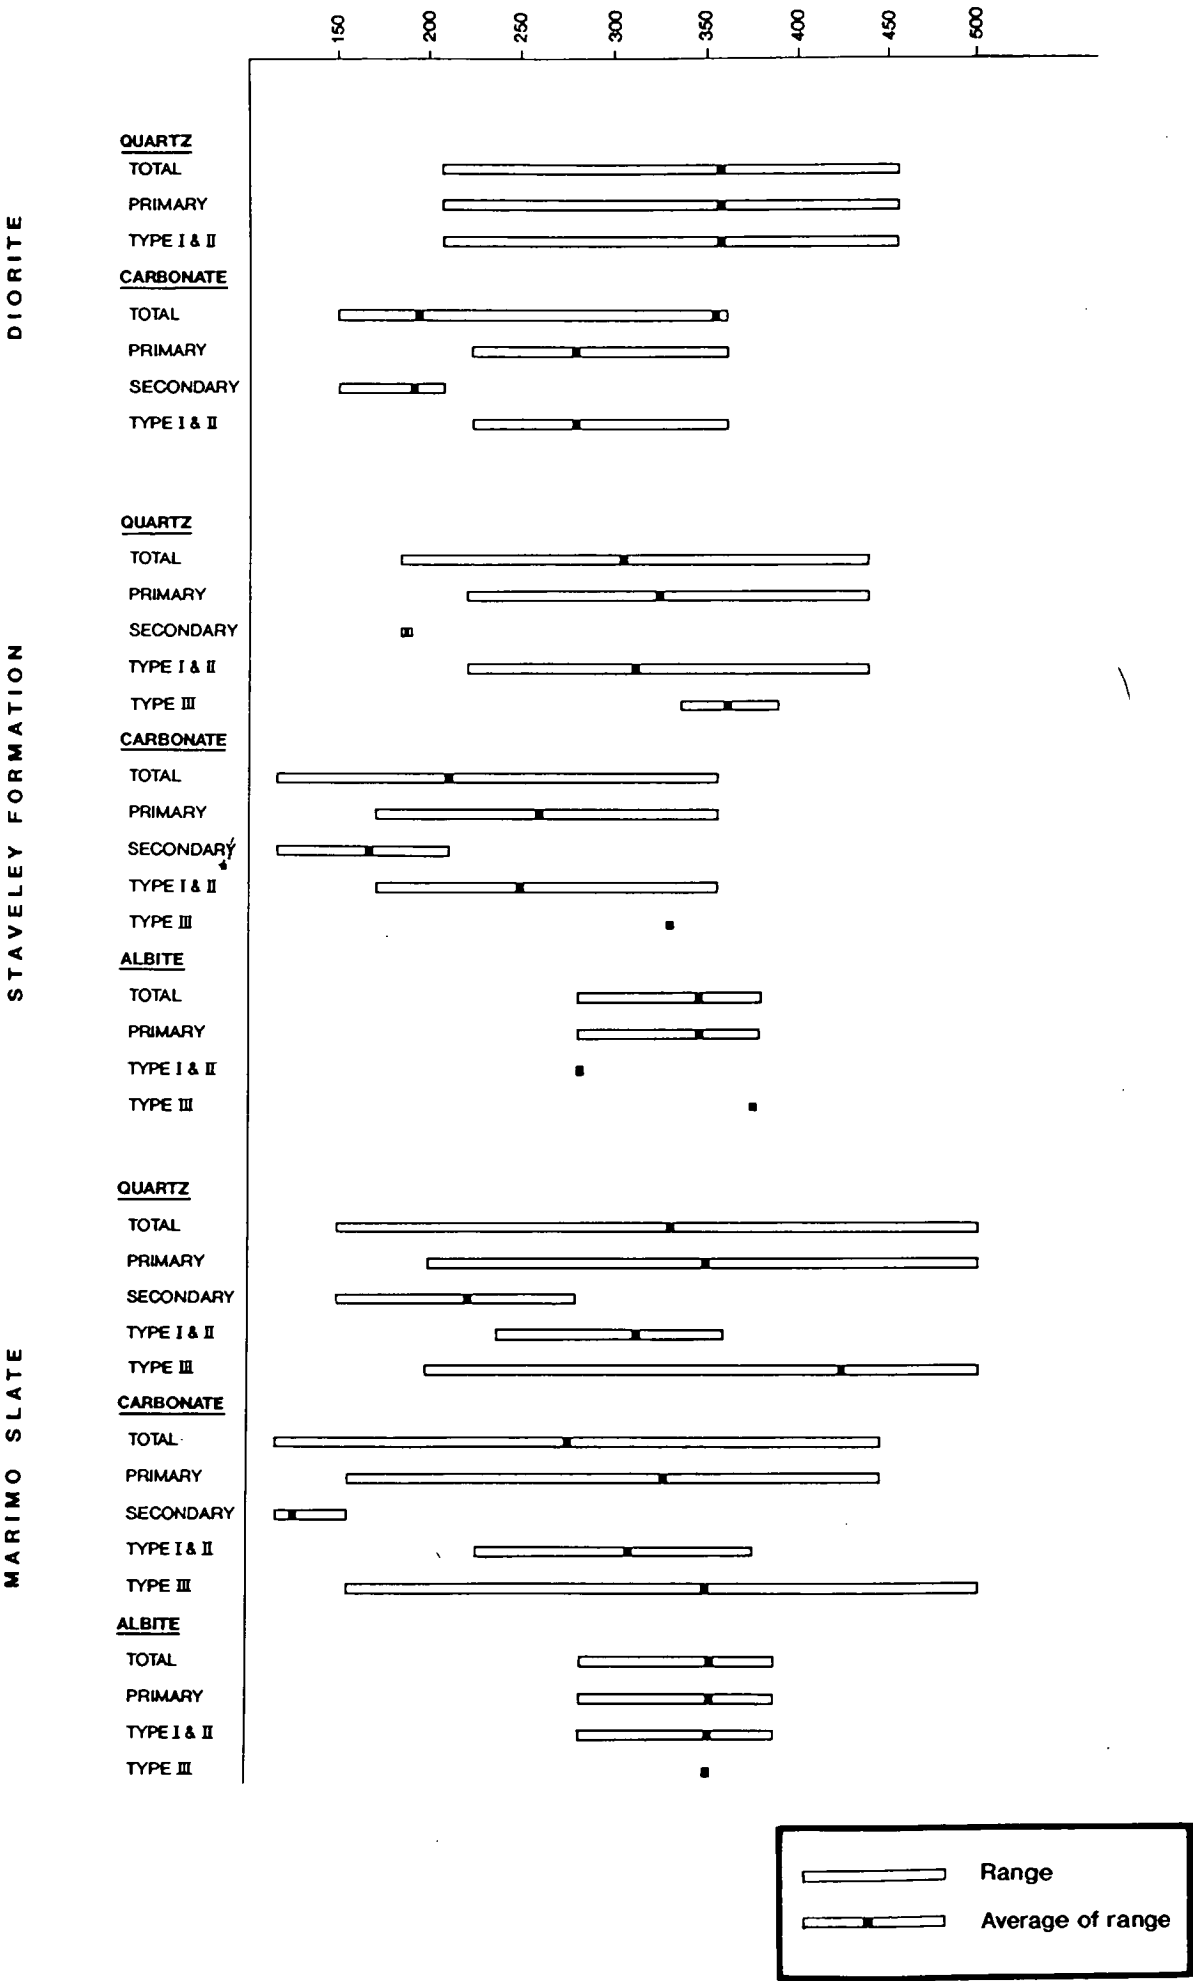 150 200 250 300 350 400 450 500
DIORITE
QUARTZ
TOTAL
PRIMARY
TYPE I & II
CARBONATE
TOTAL
PRIMARY
SECONDARY
TYPE I & II
STAVELEY FORMATION
QUARTZ
TOTAL
PRIMARY
SECONDARY
TYPE I & II
TYPE III
CARBONATE
TOTAL
PRIMARY
SECONDARY
TYPE I & II
TYPE III
ALBITE
TOTAL
PRIMARY
TYPE I & II
TYPE III
MARIMO SLATE
QUARTZ
TOTAL
PRIMARY
SECONDARY
TYPE I & II
TYPE III
CARBONATE
TOTAL
PRIMARY
SECONDARY
TYPE I & II
TYPE III
ALBITE
TOTAL
PRIMARY
TYPE I & II
TYPE III
Range
Average of range